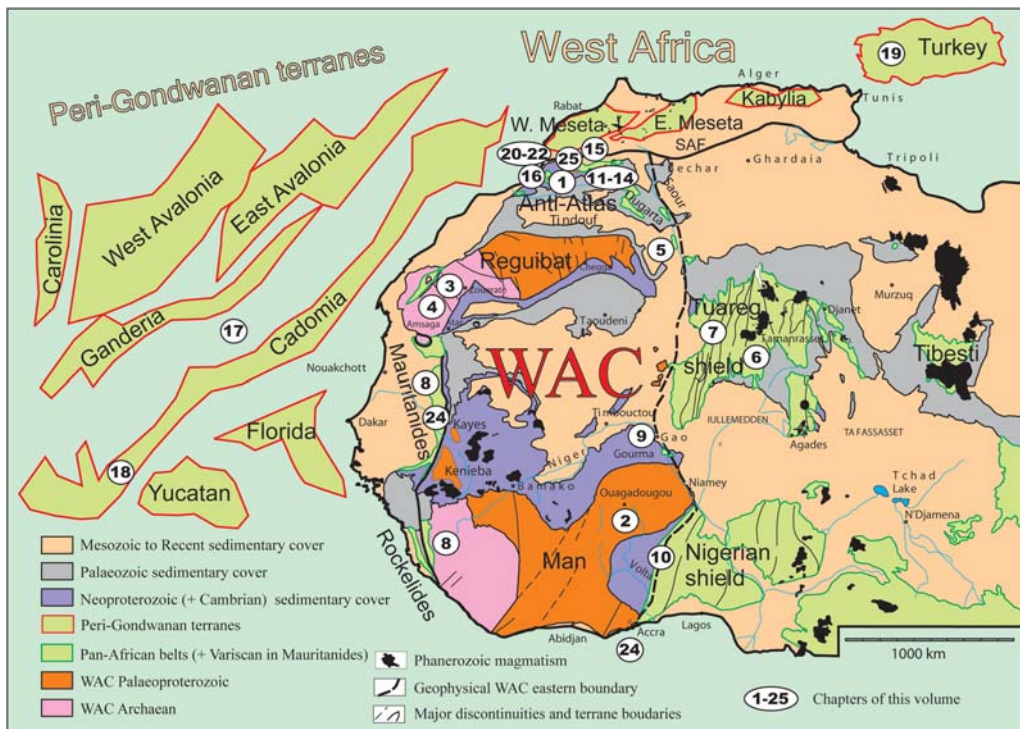 West Africa
Peri-Gondwanan terranes
19
Turkey
Alger
Tunis
Kabylia
Rabat
W. Meseta
E. Meseta
SAF
20-22
25
15
16
1
11-14
Bechar
Ghardaia
Tripoli
Saoura
Anti-Atlas
Ougarta
Tindouf
Carolinia
West Avalonia
East Avalonia
Ganderia
17
Cadomia
Reguibat
Chegga
5
3
Zouerate
4
Amsaga
Atar
Taoudeni
Tuareg
shield
7
6
Djanet
Tamanrasset
Murzuq
Tibesti
WAC
Nouakchott
Mauritanides
8
24
Kayes
Dakar
Timbouctou
9
Gao
Gourma
Niger
IULLEMEDDEN
TAFASSASSET
Agades
Florida
18
Yucatan
Kenieba
Bamako
Ouagadougou
Niamey
Tchad
Lake
N'Djamena
2
Rockelides
8
Man
Volta
10
Nigerian
shield
Abidjan
Accra
Lagos
24
Mesozoic to Recent sedimentary cover
Palaeozoic sedimentary cover
Neoproterozoic (+ Cambrian) sedimentary cover
Peri-Gondwanan terranes
Pan-African belts (+ Variscan in Mauritanides)
WAC Palaeoproterozoic
WAC Archaean
Phanerozoic magmatism
Geophysical WAC eastern boundary
Major discontinuities and terrane boudaries
1000 km
1-25 Chapters of this volume